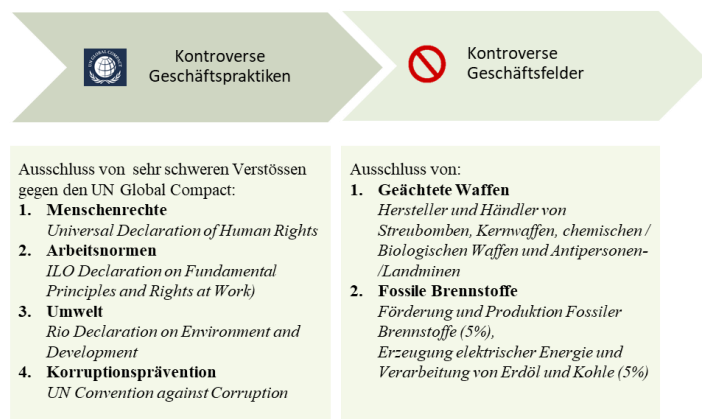 Kontroverse
Geschäftspraktiken
Kontroverse
Geschäftsfelder
Ausschluss von sehr schweren Verstössen
gegen den UN Global Compact:
1. Menschenrechte
Universal Declaration of Human Rights
2. Arbeitsnormen
ILO Declaration on Fundamental
Principles and Rights at Work)
3. Umwelt
Rio Declaration on Environment and
Development
4. Korruptionsprävention
UN Convention against Corruption
Ausschluss von:
1. Geächtete Waffen
Hersteller und Händler von
Streubomben, Kernwaffen, chemischen /
Biologischen Waffen und Antipersonen-
/Landminen
2. Fossile Brennstoffe
Förderung und Produktion Fossiler
Brennstoffe (5%),
Erzeugung elektrischer Energie und
Verarbeitung von Erdöl und Kohle (5%)